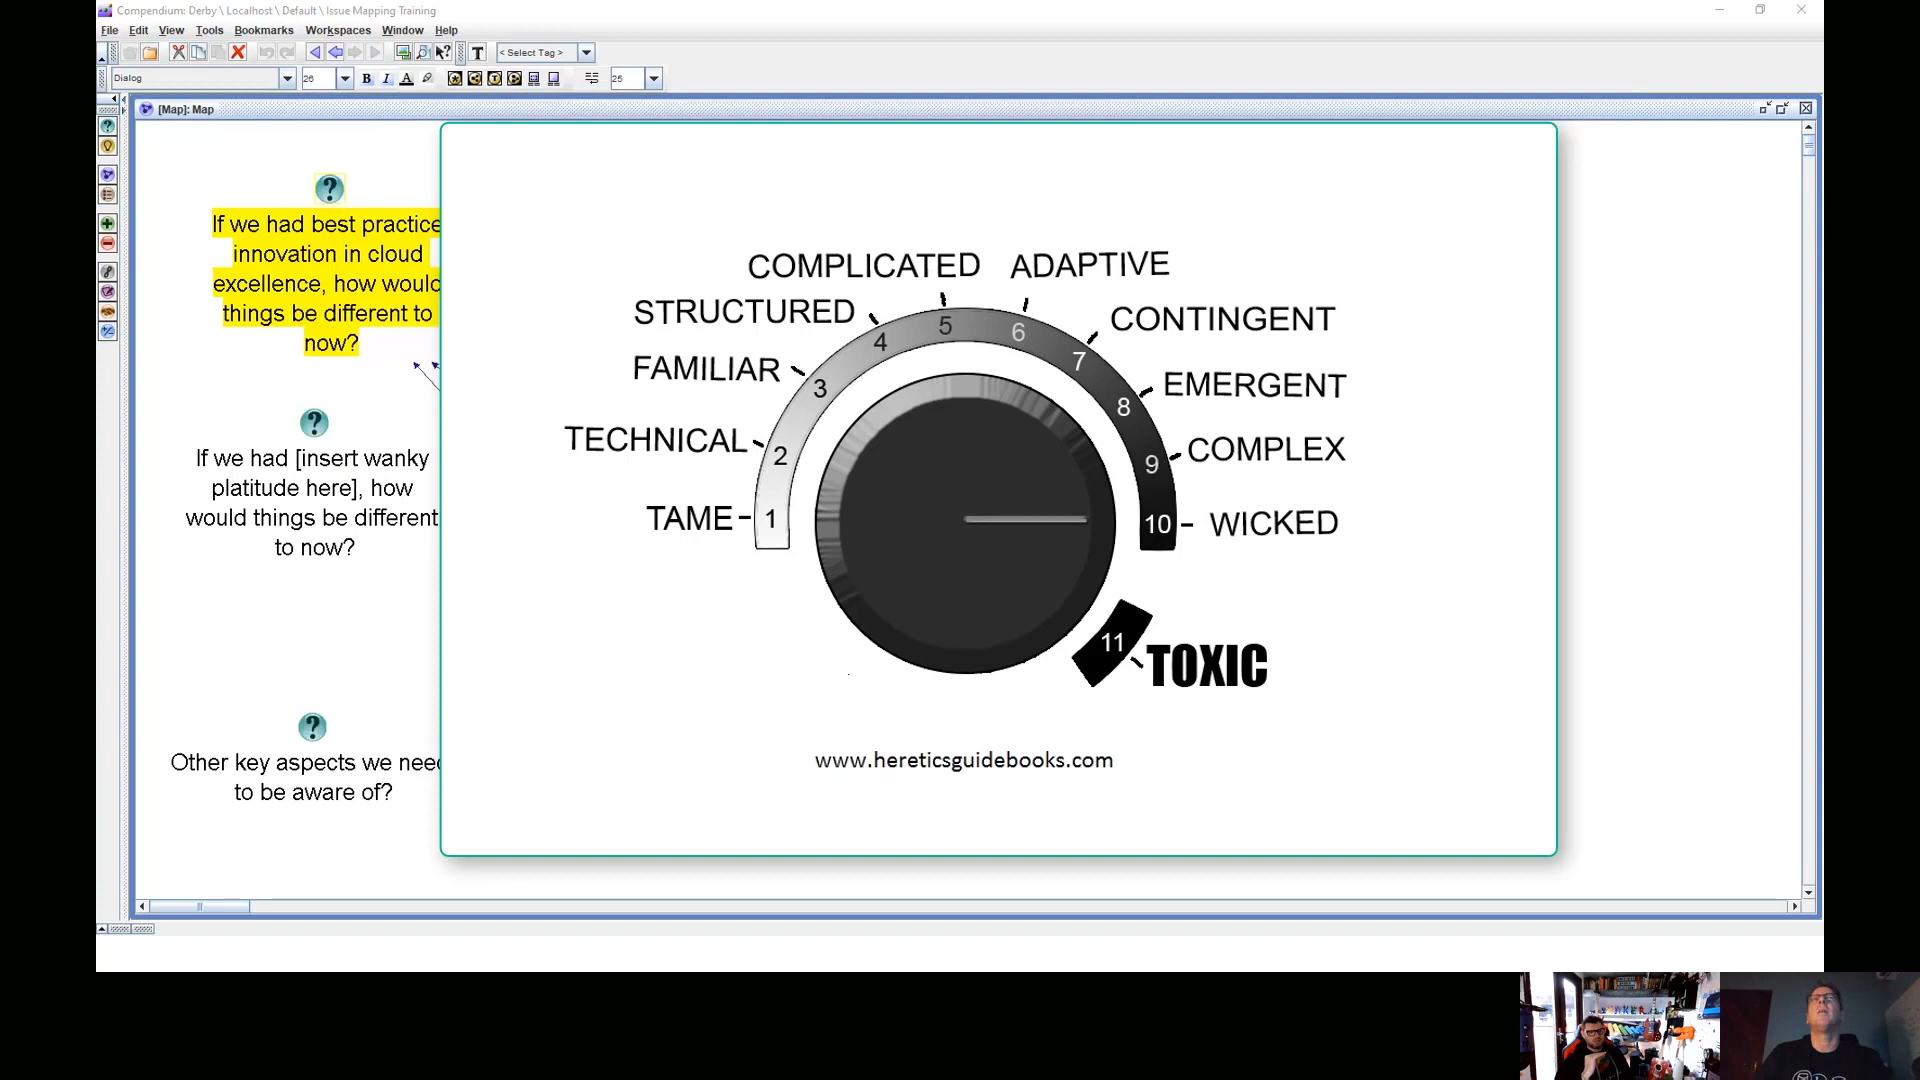 Compendium: Derby \ Localhost \ Default \ Issue Mapping Training
File Edit View Tools Bookmarks Workspaces Window Help
T < Select Tag >
Dialog 26 B I A 25
[Map]: Map
?
If we had best practice
innovation in cloud
excellence, how would
things be different to
now?
?
If we had [insert wanky
platitude here], how
would things be different
to now?
?
Other key aspects we need
to be aware of?
COMPLICATED ADAPTIVE
STRUCTURED CONTINGENT
5 6
4 7
FAMILIAR EMERGENT
3 8
TECHNICAL COMPLEX
2 9
TAME 1 10 WICKED
11 TOXIC
www.hereticsguidebooks.com